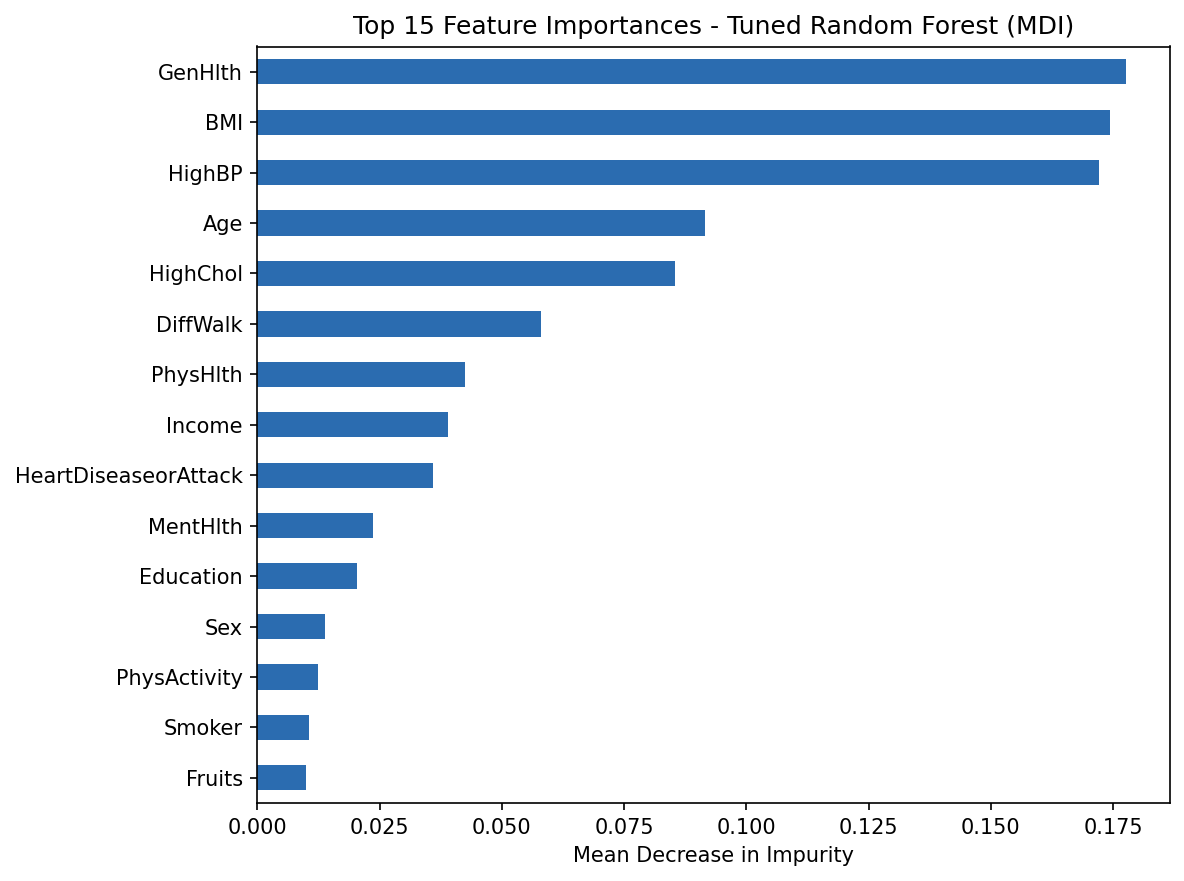 Top 15 Feature Importances - Tuned Random Forest (MDI)
GenHlth
BMI
HighBP
Age
HighChol
DiffWalk
PhysHlth
Income
HeartDiseaseorAttack
MentHlth
Education
Sex
PhysActivity
Smoker
Fruits
0.000 0.025 0.050 0.075 0.100 0.125 0.150 0.175
Mean Decrease in Impurity